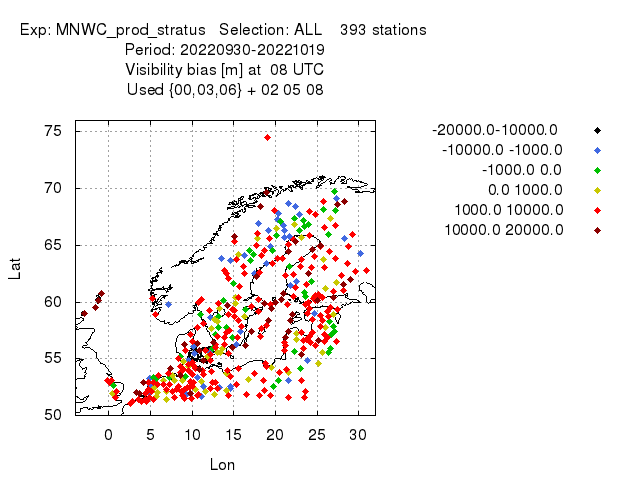 Exp: MNWC_prod_stratus   Selection: ALL    393 stations
Period: 20220930-20221019
Visibility bias [m] at  08 UTC
Used {00,03,06} + 02 05 08
-20000.0-10000.0
-10000.0 -1000.0
-1000.0 0.0
0.0 1000.0
1000.0 10000.0
10000.0 20000.0
75
70
65
60
55
50
Lat
0 5 10 15 20 25 30
Lon